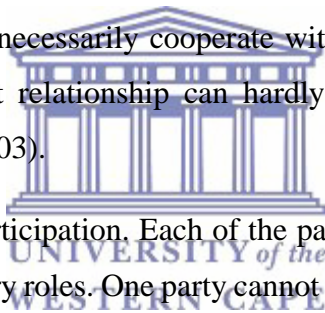 necessarily cooperate wit
relationship can hardly
03).
rticipation. Each of the pa
UNIVERSITY of the
ry roles. One party cannot
WESTERN CAPE